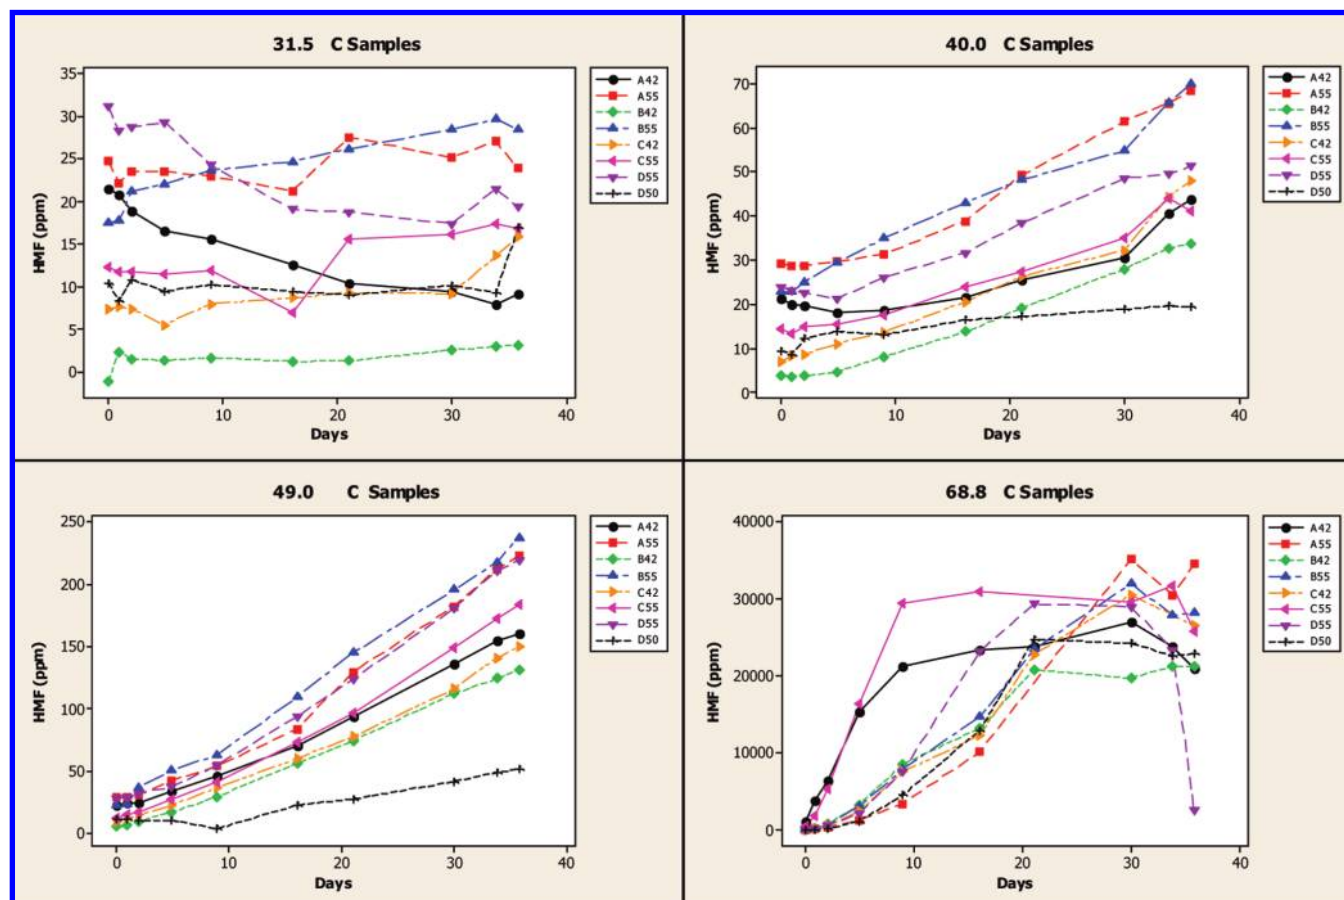 31.5 C Samples
HMF (ppm)
35
30
25
20
15
10
5
0
0 10 20 30 40
Days
A42
A55
B42
B55
C42
C55
D55
D50
40.0 C Samples
HMF (ppm)
70
60
50
40
30
20
10
0
0 10 20 30 40
Days
A42
A55
B42
B55
C42
C55
D55
D50
49.0 C Samples
HMF (ppm)
250
200
150
100
50
0
0 10 20 30 40
Days
A42
A55
B42
B55
C42
C55
D55
D50
68.8 C Samples
HMF (ppm)
40000
30000
20000
10000
0
0 10 20 30 40
Days
A42
A55
B42
B55
C42
C55
D55
D50